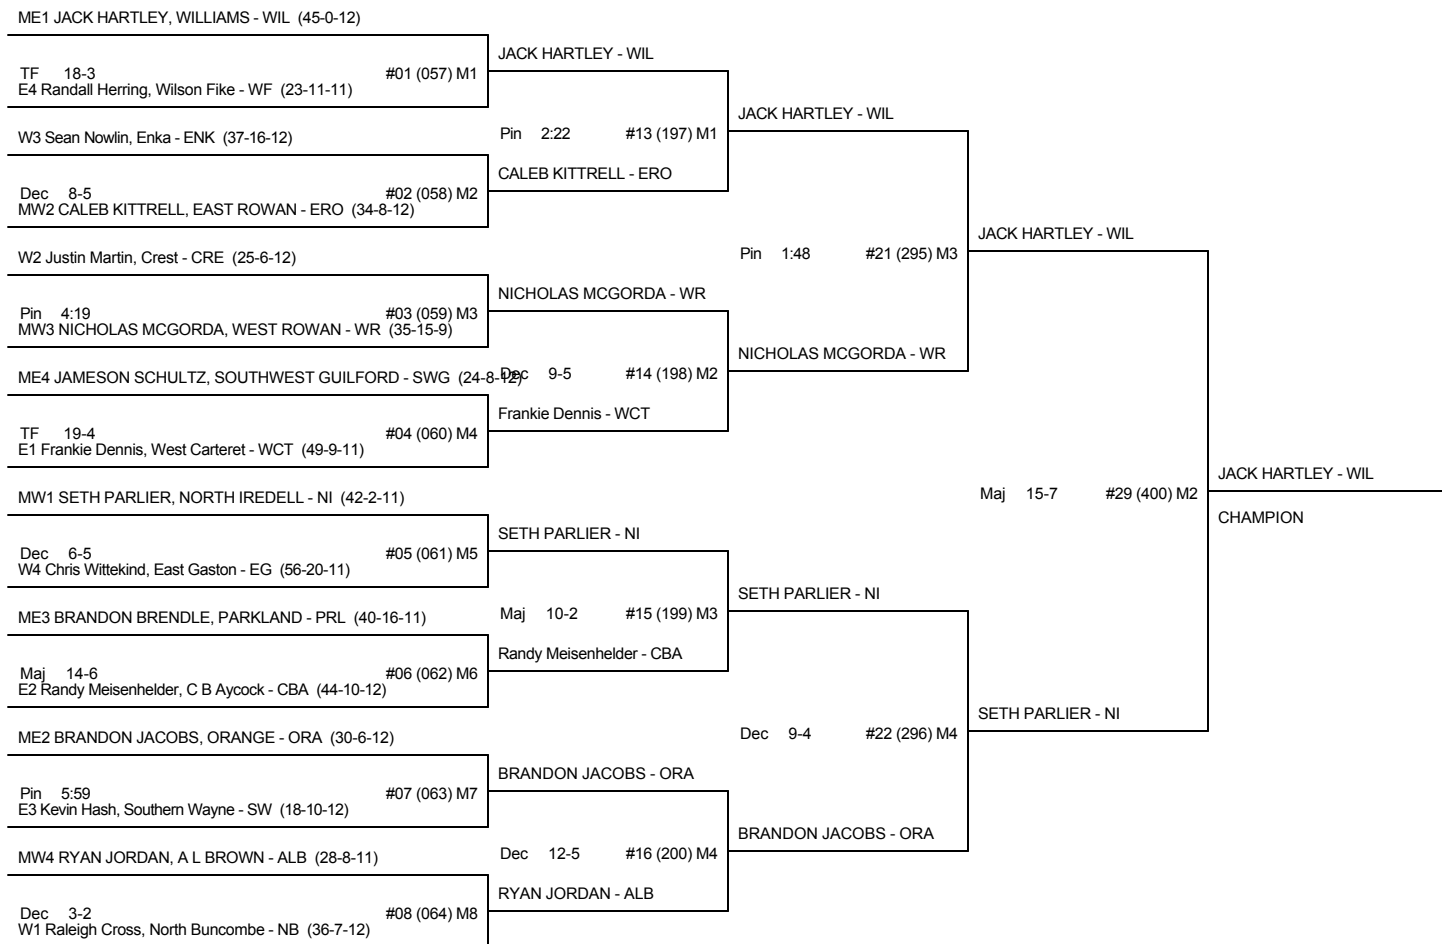 ME1 JACK HARTLEY, WILLIAMS - WIL (45-0-12)
TF 18-3 #01 (057) M1
E4 Randall Herring, Wilson Fike - WF (23-11-11)
W3 Sean Nowlin, Enka - ENK (37-16-12)
Dec 8-5 #02 (058) M2
MW2 CALEB KITTRELL, EAST ROWAN - ERO (34-8-12)
W2 Justin Martin, Crest - CRE (25-6-12)
Pin 4:19 #03 (059) M3
MW3 NICHOLAS MCGORDA, WEST ROWAN - WR (35-15-9)
ME4 JAMESON SCHULTZ, SOUTHWEST GUILFORD - SWG (24-8-12)
TF 19-4 #04 (060) M4
E1 Frankie Dennis, West Carteret - WCT (49-9-11)
MW1 SETH PARLIER, NORTH IREDELL - NI (42-2-11)
Dec 6-5 #05 (061) M5
W4 Chris Wittekind, East Gaston - EG (56-20-11)
ME3 BRANDON BRENDLE, PARKLAND - PRL (40-16-11)
Maj 14-6 #06 (062) M6
E2 Randy Meisenhelder, C B Aycock - CBA (44-10-12)
ME2 BRANDON JACOBS, ORANGE - ORA (30-6-12)
Pin 5:59 #07 (063) M7
E3 Kevin Hash, Southern Wayne - SW (18-10-12)
MW4 RYAN JORDAN, A L BROWN - ALB (28-8-11)
Dec 3-2 #08 (064) M8
W1 Raleigh Cross, North Buncombe - NB (36-7-12)
JACK HARTLEY - WIL
Pin 2:22 #13 (197) M1
CALEB KITTRELL - ERO
NICHOLAS MCGORDA - WR
Dec 9-5 #14 (198) M2
Frankie Dennis - WCT
SETH PARLIER - NI
Maj 10-2 #15 (199) M3
Randy Meisenhelder - CBA
BRANDON JACOBS - ORA
Dec 12-5 #16 (200) M4
RYAN JORDAN - ALB
JACK HARTLEY - WIL
Pin 1:48 #21 (295) M3
NICHOLAS MCGORDA - WR
SETH PARLIER - NI
Dec 9-4 #22 (296) M4
BRANDON JACOBS - ORA
JACK HARTLEY - WIL
Maj 15-7 #29 (400) M2
SETH PARLIER - NI
JACK HARTLEY - WIL
CHAMPION